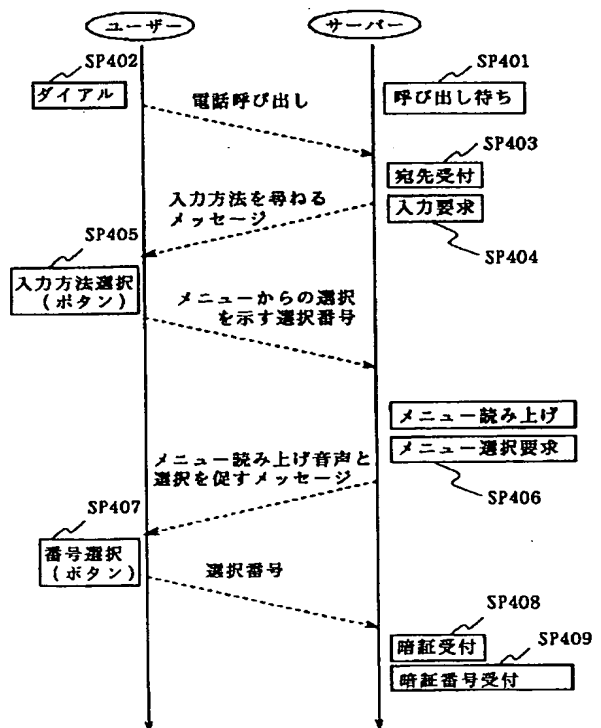 ユーザー
サーバー
SP402
ダイアル
SP401
呼び出し待ち
電話呼び出し
SP403
宛先受付
入力要求
SP404
入力方法を尋ねる
メッセージ
SP405
入力方法選択
(ボタン)
メニューからの選択
を示す選択番号
メニュー読み上げ
メニュー選択要求
SP406
メニュー読み上げ音声と
選択を促すメッセージ
SP407
番号選択
(ボタン)
選択番号
SP408
暗証受付
SP409
暗証番号受付